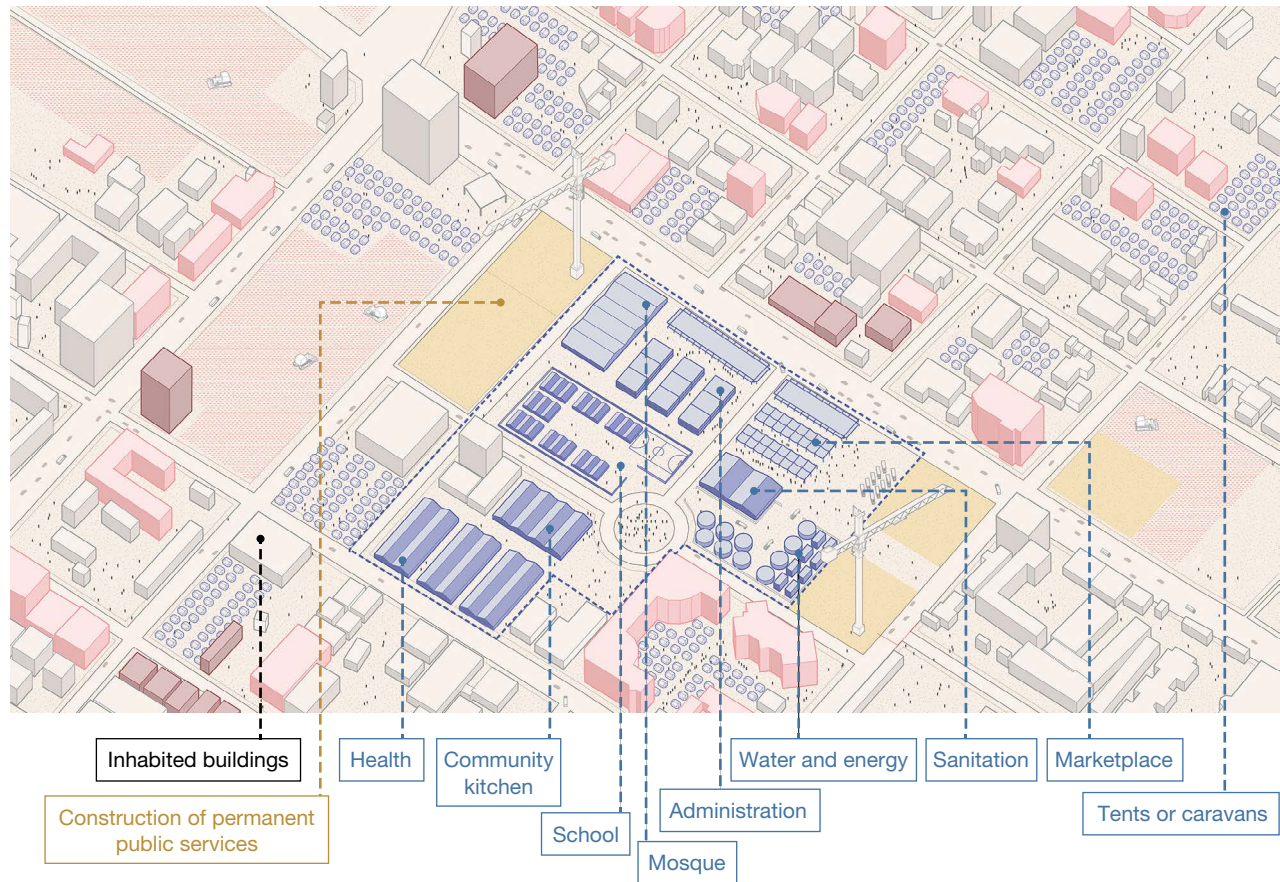 Inhabited buildings
Health
Community
kitchen
Water and energy
Sanitation
Marketplace
Construction of permanent
public services
School
Administration
Mosque
Tents or caravans